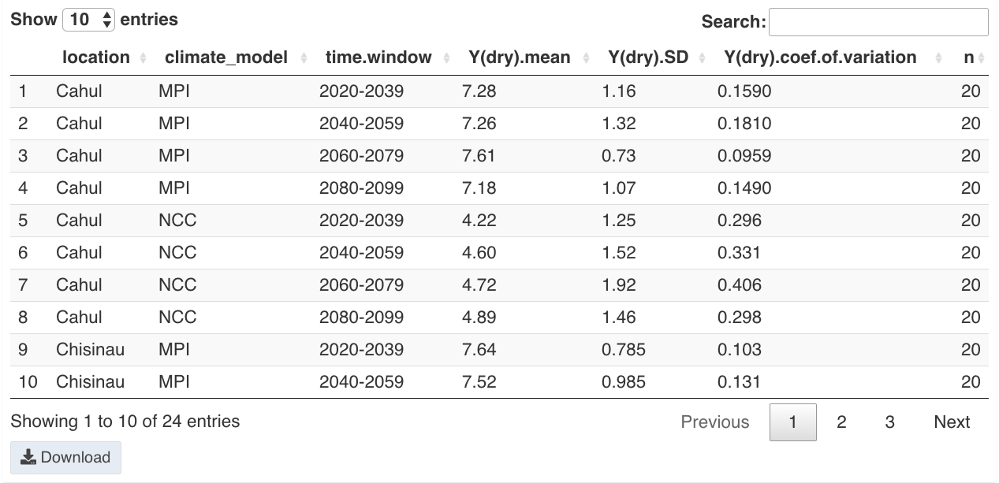 Show 10 entries Search:
location climate_model time.window Y(dry).mean Y(dry).SD Y(dry).coef.of.variation n
1 Cahul MPI 2020-2039 7.28 1.16 0.1590 20
2 Cahul MPI 2040-2059 7.26 1.32 0.1810 20
3 Cahul MPI 2060-2079 7.61 0.73 0.0959 20
4 Cahul MPI 2080-2099 7.18 1.07 0.1490 20
5 Cahul NCC 2020-2039 4.22 1.25 0.296 20
6 Cahul NCC 2040-2059 4.60 1.52 0.331 20
7 Cahul NCC 2060-2079 4.72 1.92 0.406 20
8 Cahul NCC 2080-2099 4.89 1.46 0.298 20
9 Chisinau MPI 2020-2039 7.64 0.785 0.103 20
10 Chisinau MPI 2040-2059 7.52 0.985 0.131 20
Showing 1 to 10 of 24 entries Previous 1 2 3 Next
Download